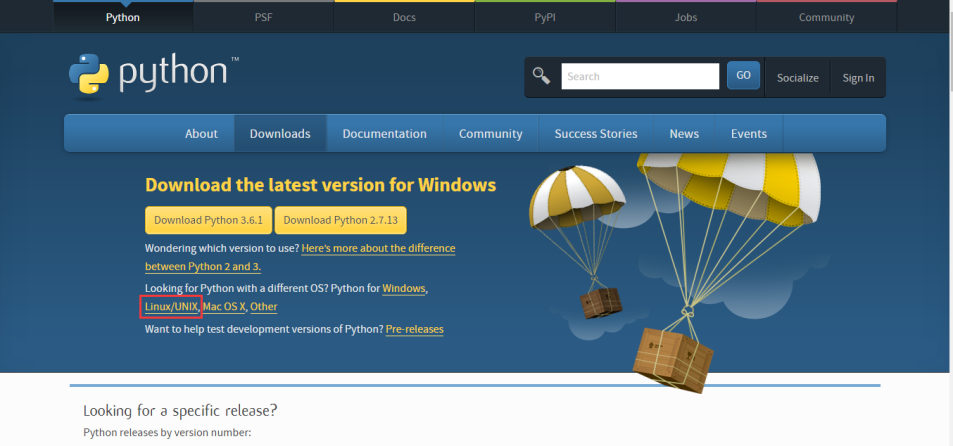 Python PSF Docs PyPI Jobs Community
python™
Search GO Socialize Sign In
About Downloads Documentation Community Success Stories News Events
Download the latest version for Windows
Download Python 3.6.1 Download Python 2.7.13
Wondering which version to use? Here's more about the difference
between Python 2 and 3.
Looking for Python with a different OS? Python for Windows,
Linux/UNIX, Mac OS X, Other
Want to help test development versions of Python? Pre-releases
Looking for a specific release?
Python releases by version number: